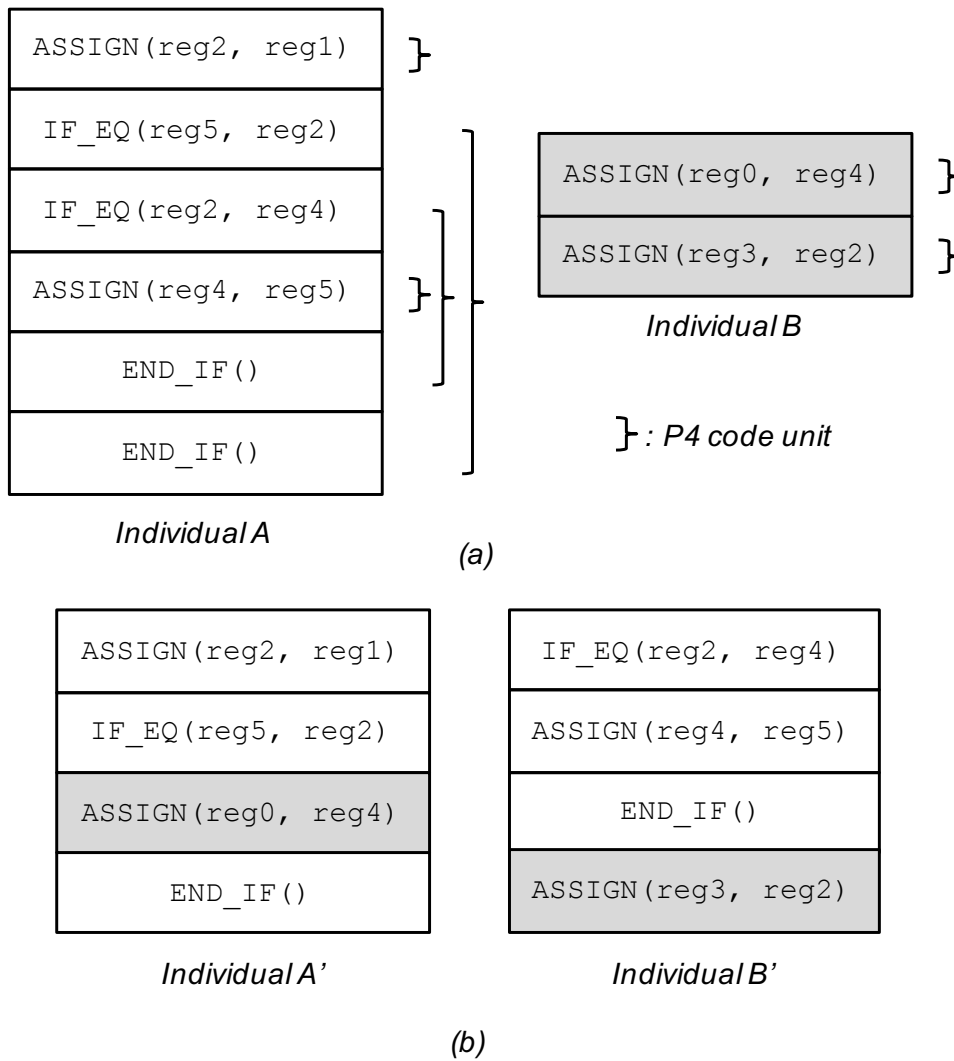 ASSIGN(reg2, reg1)
IF_EQ(reg5, reg2)
IF_EQ(reg2, reg4)
ASSIGN(reg4, reg5)
END_IF()
END_IF()
Individual A
ASSIGN(reg0, reg4)
ASSIGN(reg3, reg2)
Individual B
} : P4 code unit
(a)
ASSIGN(reg2, reg1)
IF_EQ(reg5, reg2)
ASSIGN(reg0, reg4)
END_IF()
Individual A’
IF_EQ(reg2, reg4)
ASSIGN(reg4, reg5)
END_IF()
ASSIGN(reg3, reg2)
Individual B’
(b)